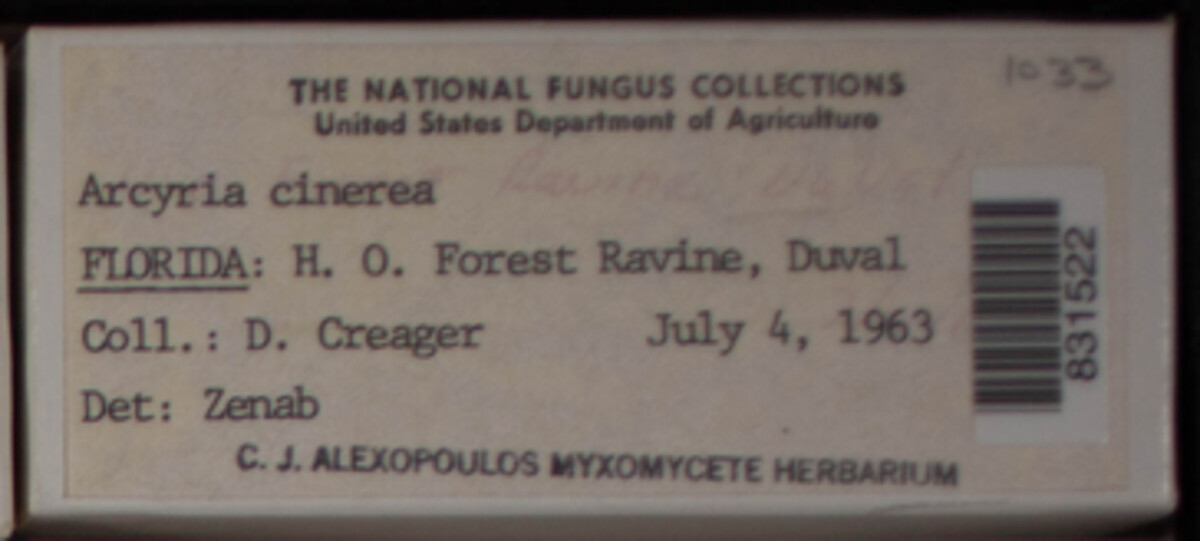 1033
THE NATIONAL FUNGUS COLLECTIONS
United States Department of Agriculture
Arcyria cinerea
FLORIDA: H. O. Forest Ravine, Duval
Coll.: D. Creager July 4, 1963
Det: Zenab
C. J. ALEXOPOULOS MYXOMYCETE HERBARIUM
831522